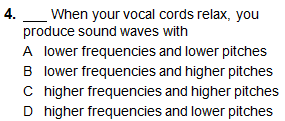 4. ___ When your vocal cords relax, you
produce sound waves with
A lower frequencies and lower pitches
B lower frequencies and higher pitches
C higher frequencies and higher pitches
D higher frequencies and lower pitches